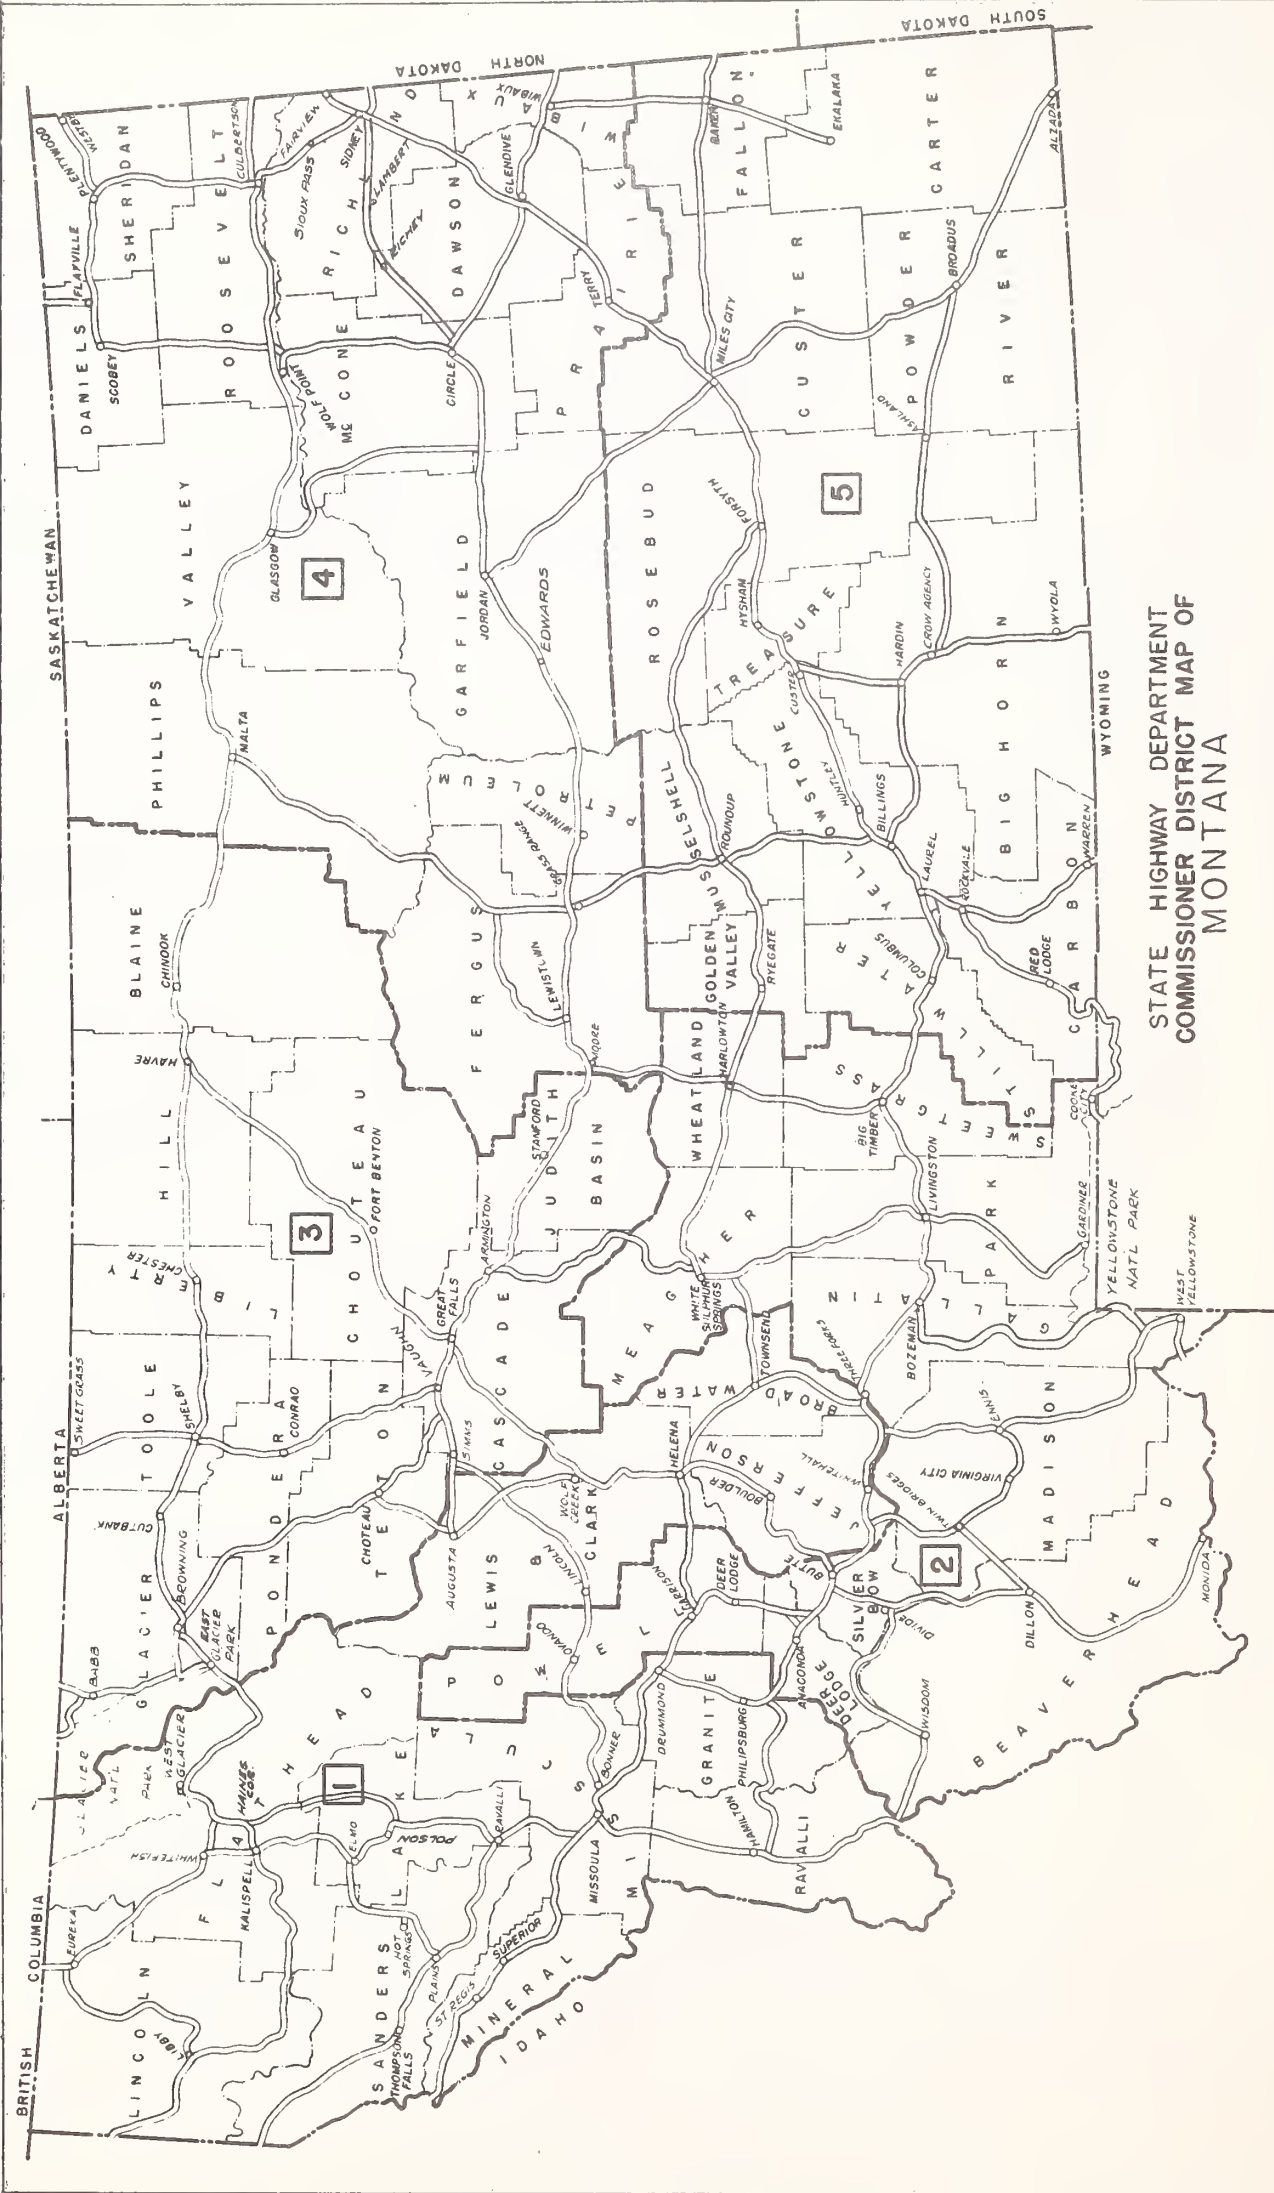 BRITISH COLUMBIA
ALBERTA
SASKATCHEWAN
NORTH DAKOTA
SOUTH DAKOTA
WYOMING
IDAHO
YELLOWSTONE
NAT'L PARK
LINCOLN
EUREKA
LIBBY
FLATHEAD
WHITEFISH
KALISPELL
HAINES
COR.
WEST
GLACIER
GLACIER
NAT'L
PARK
1
SANDERS
THOMPSON
FALLS
HOT
SPRINGS
PLAINS
LAKE
ELMO
POLSON
RAVALLI
MINERAL
ST REGIS
SUPERIOR
MISSOULA
MISSOULA
BONNER
RAVALLI
HAMILTON
GRANITE
DRUMMOND
PHILIPSBURG
POWELL
OVANDO
GARRISON
DEER
LODGE
DEER
LODGE
ANACONDA
SILVER
BOW
BUTTE
DIVIDE
2
BEAVERHEAD
WISDOM
DILLON
MONIDA
MADISON
TWIN BRIDGES
VIRGINIA CITY
ENNIS
JEFFERSON
WHITEHALL
BOULDER
LEWIS
&
CLARK
AUGUSTA
LINCOLN
WOLF
CREEK
HELENA
BROADWATER
TOWNSEND
GLACIER
BABB
EAST
GLACIER
PARK
BROWNING
CUTBANK
TOOLE
SWEET GRASS
SHELBY
PONDERA
CONRAD
TETON
CHOTEAU
LIBERTY
CHESTER
HILL
HAVRE
3
CHOUTEAU
FORT BENTON
CASCADE
VAUGHN
GREAT
FALLS
SIMMS
ARMINGTON
JUDITH
BASIN
STANFORD
MEAGHER
WHITE
SULPHUR
SPRINGS
GALLATIN
THREE FORKS
BOZEMAN
WEST
YELLOWSTONE
PARK
LIVINGSTON
GARDINER
COOKE
CITY
SWEETGRASS
BIG
TIMBER
WHEATLAND
HARLOWTON
BLAINE
CHINOOK
PHILLIPS
MALTA
VALLEY
GLASGOW
4
DANIELS
SCOBEY
FLAXVILLE
SHERIDAN
PLENTYWOOD
ROOSEVELT
CULBERTSON
WOLF POINT
RICHLAND
FAIRVIEW
SIDNEY
SIOUX PASS
LAMBERT
RICHEY
Mc CONE
CIRCLE
DAWSON
GLENDIVE
WIBAUX
WIBAUX
PRAIRIE
TERRY
GARFIELD
JORDAN
EDWARDS
PETROLEUM
WINNETT
FERGUS
GRASS RANGE
LEWISTOWN
MOORE
GOLDEN
VALLEY
RYEGATE
MUSSELSHELL
ROUNDUP
STILLWATER
COLUMBUS
CARBON
RED
LODGE
ROCKVALE
WARREN
YELLOWSTONE
LAUREL
BILLINGS
HUNTLEY
CUSTER
TREASURE
HYSHAM
BIG HORN
HARDIN
CROW AGENCY
WYOLA
ROSEBUD
FORSYTH
5
CUSTER
MILES CITY
POWDER
RIVER
ASHLAND
BROADUS
FALLON
BAKER
CARTER
EKALAKA
ALZADA
STATE HIGHWAY DEPARTMENT
COMMISSIONER DISTRICT MAP OF
MONTANA